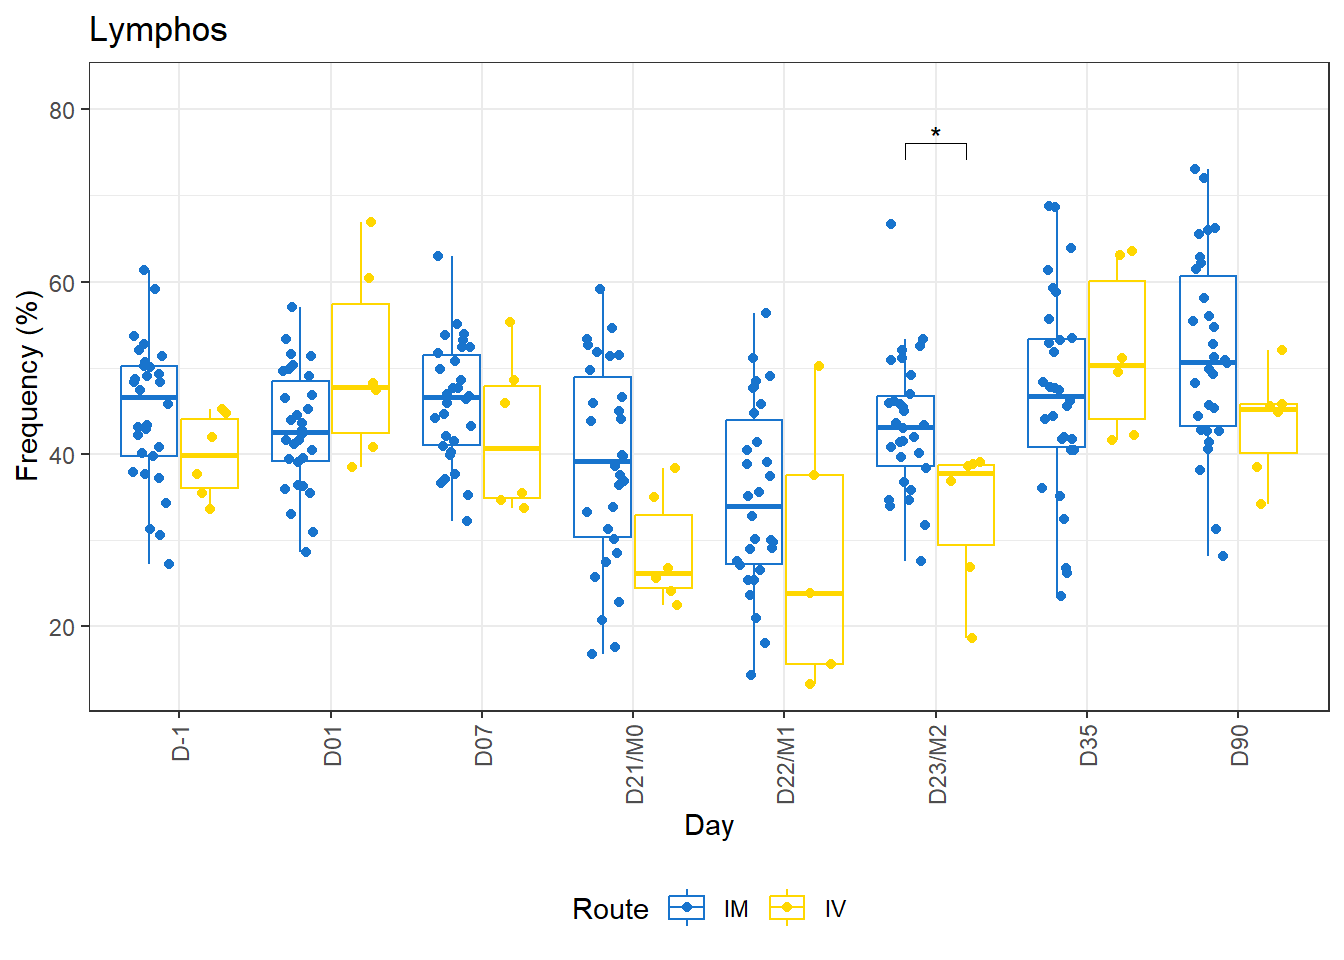 Lymphos
80
60
40
20
Frequency (%)
*
D-1
D01
D07
D21/M0
D22/M1
D23/M2
D35
D90
Day
Route IM IV